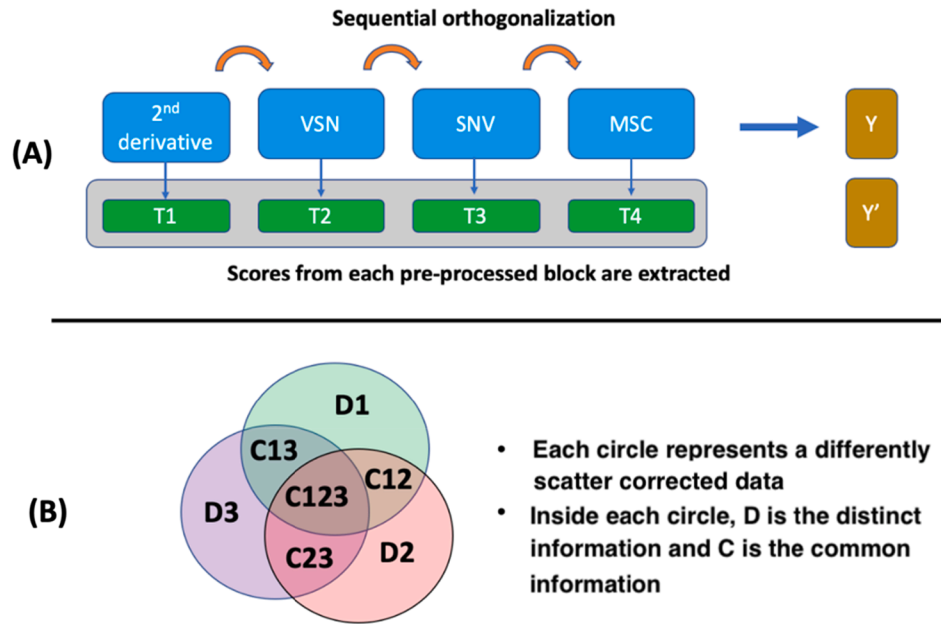 Sequential orthogonalization
(A)
2nd
derivative
VSN
SNV
MSC
Y
T1
T2
T3
T4
Y’
Scores from each pre-processed block are extracted
(B)
D1
C13
C12
C123
D3
C23
D2
• Each circle represents a differently
scatter corrected data
• Inside each circle, D is the distinct
information and C is the common
information